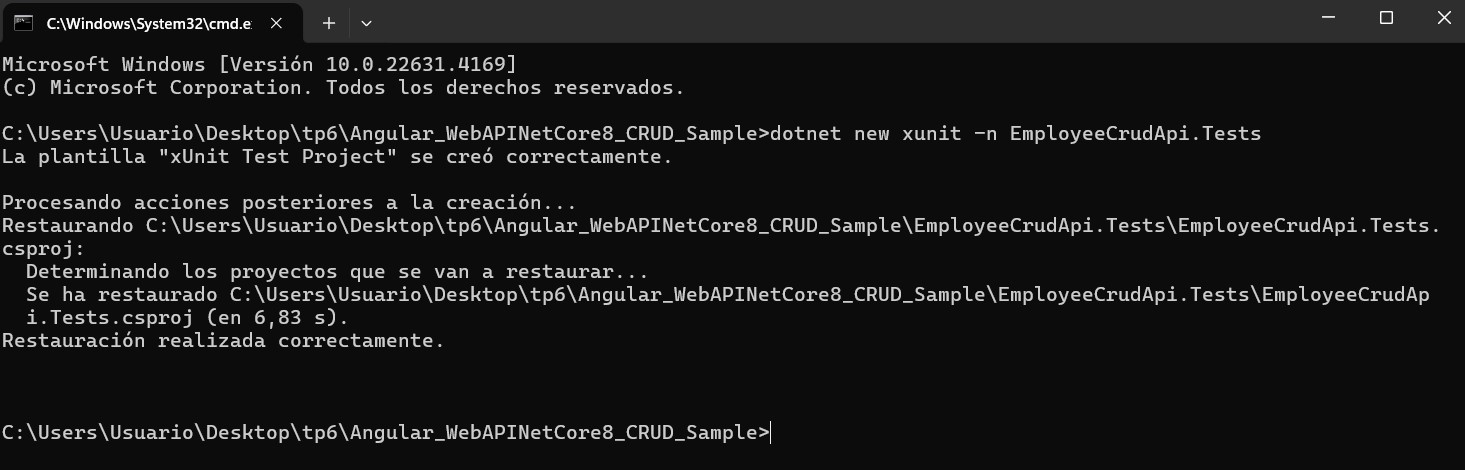 C:\Windows\System32\cmd.e
Microsoft Windows [Versión 10.0.22631.4169]
(c) Microsoft Corporation. Todos los derechos reservados.
C:\Users\Usuario\Desktop\tp6\Angular_WebAPINetCore8_CRUD_Sample>dotnet new xunit -n EmployeeCrudApi.Tests
La plantilla "xUnit Test Project" se creó correctamente.
Procesando acciones posteriores a la creación...
Restaurando C:\Users\Usuario\Desktop\tp6\Angular_WebAPINetCore8_CRUD_Sample\EmployeeCrudApi.Tests\EmployeeCrudApi.Tests.
csproj:
Determinando los proyectos que se van a restaurar...
Se ha restaurado C:\Users\Usuario\Desktop\tp6\Angular_WebAPINetCore8_CRUD_Sample\EmployeeCrudApi.Tests\EmployeeCrudAp
i.Tests.csproj (en 6,83 s).
Restauración realizada correctamente.
C:\Users\Usuario\Desktop\tp6\Angular_WebAPINetCore8_CRUD_Sample>